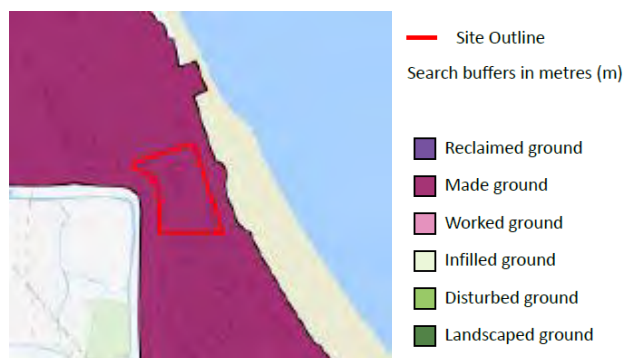 Site Outline
Search buffers in metres (m)
Reclaimed ground
Made ground
Worked ground
Infilled ground
Disturbed ground
Landscaped ground